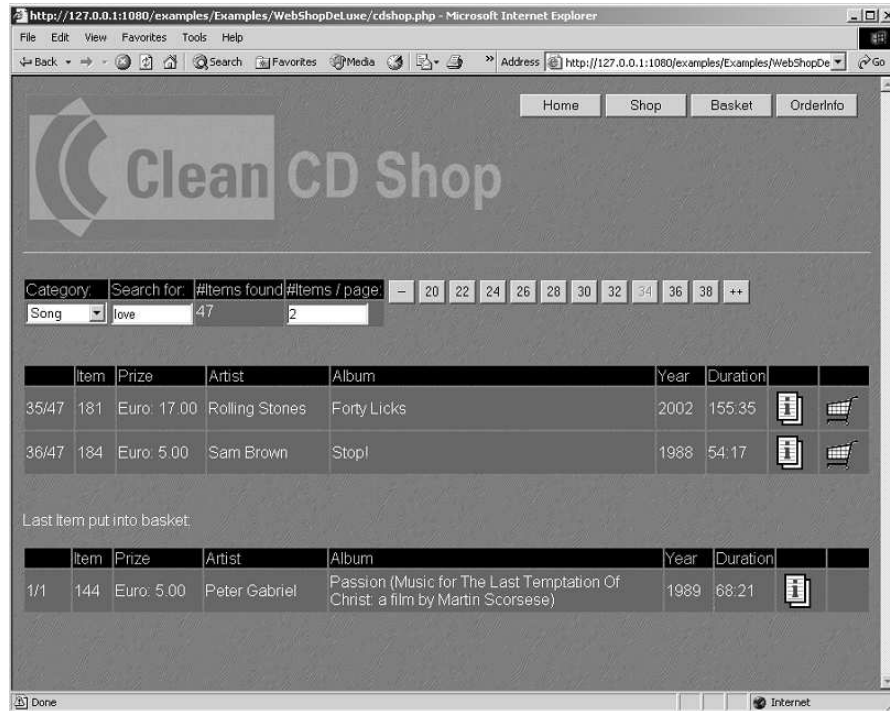 http://127.0.0.1:1080/examples/Examples/WebShopDeLuxe/cdshop.php - Microsoft Internet Explorer
File Edit View Favorites Tools Help
Back Search Favorites Media » Address http://127.0.0.1:1080/examples/Examples/WebShopDe Go
Home Shop Basket OrderInfo
Clean CD Shop
Category: Search for: #Items found #Items / page: -- 20 22 24 26 28 30 32 34 36 38 ++
Song love 47 2
Item Prize Artist Album Year Duration
35/47 181 Euro: 17.00 Rolling Stones Forty Licks 2002 155:35
36/47 184 Euro: 5.00 Sam Brown Stop! 1988 54:17
Last Item put into basket:
Item Prize Artist Album Year Duration
1/1 144 Euro: 5.00 Peter Gabriel Passion (Music for The Last Temptation Of
Christ: a film by Martin Scorsese) 1989 68:21
Done Internet